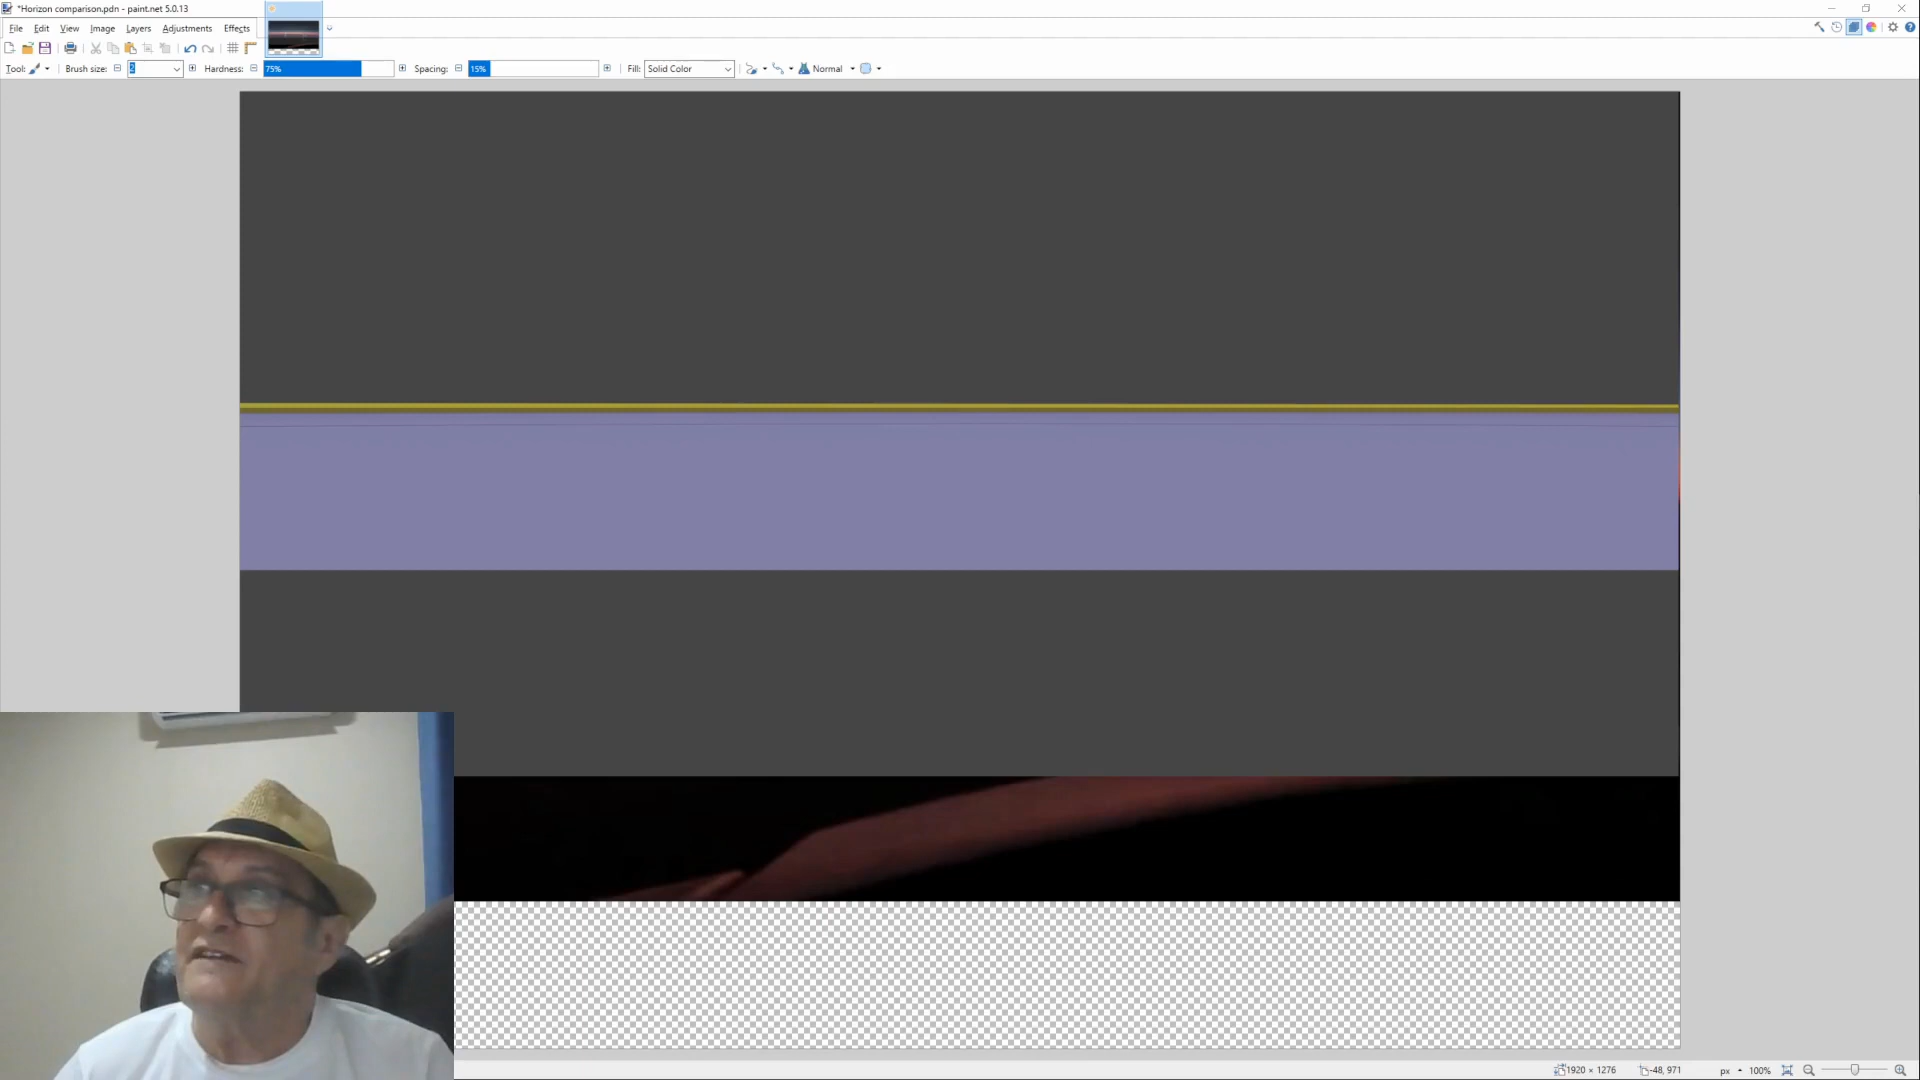 *Horizon comparison.pdn - paint.net 5.0.13
File Edit View Image Layers Adjustments Effects
Tool: Brush size: 2 Hardness: 75% Spacing: 15% Fill: Solid Color Normal
1920 × 1276 -48, 971 px 100%